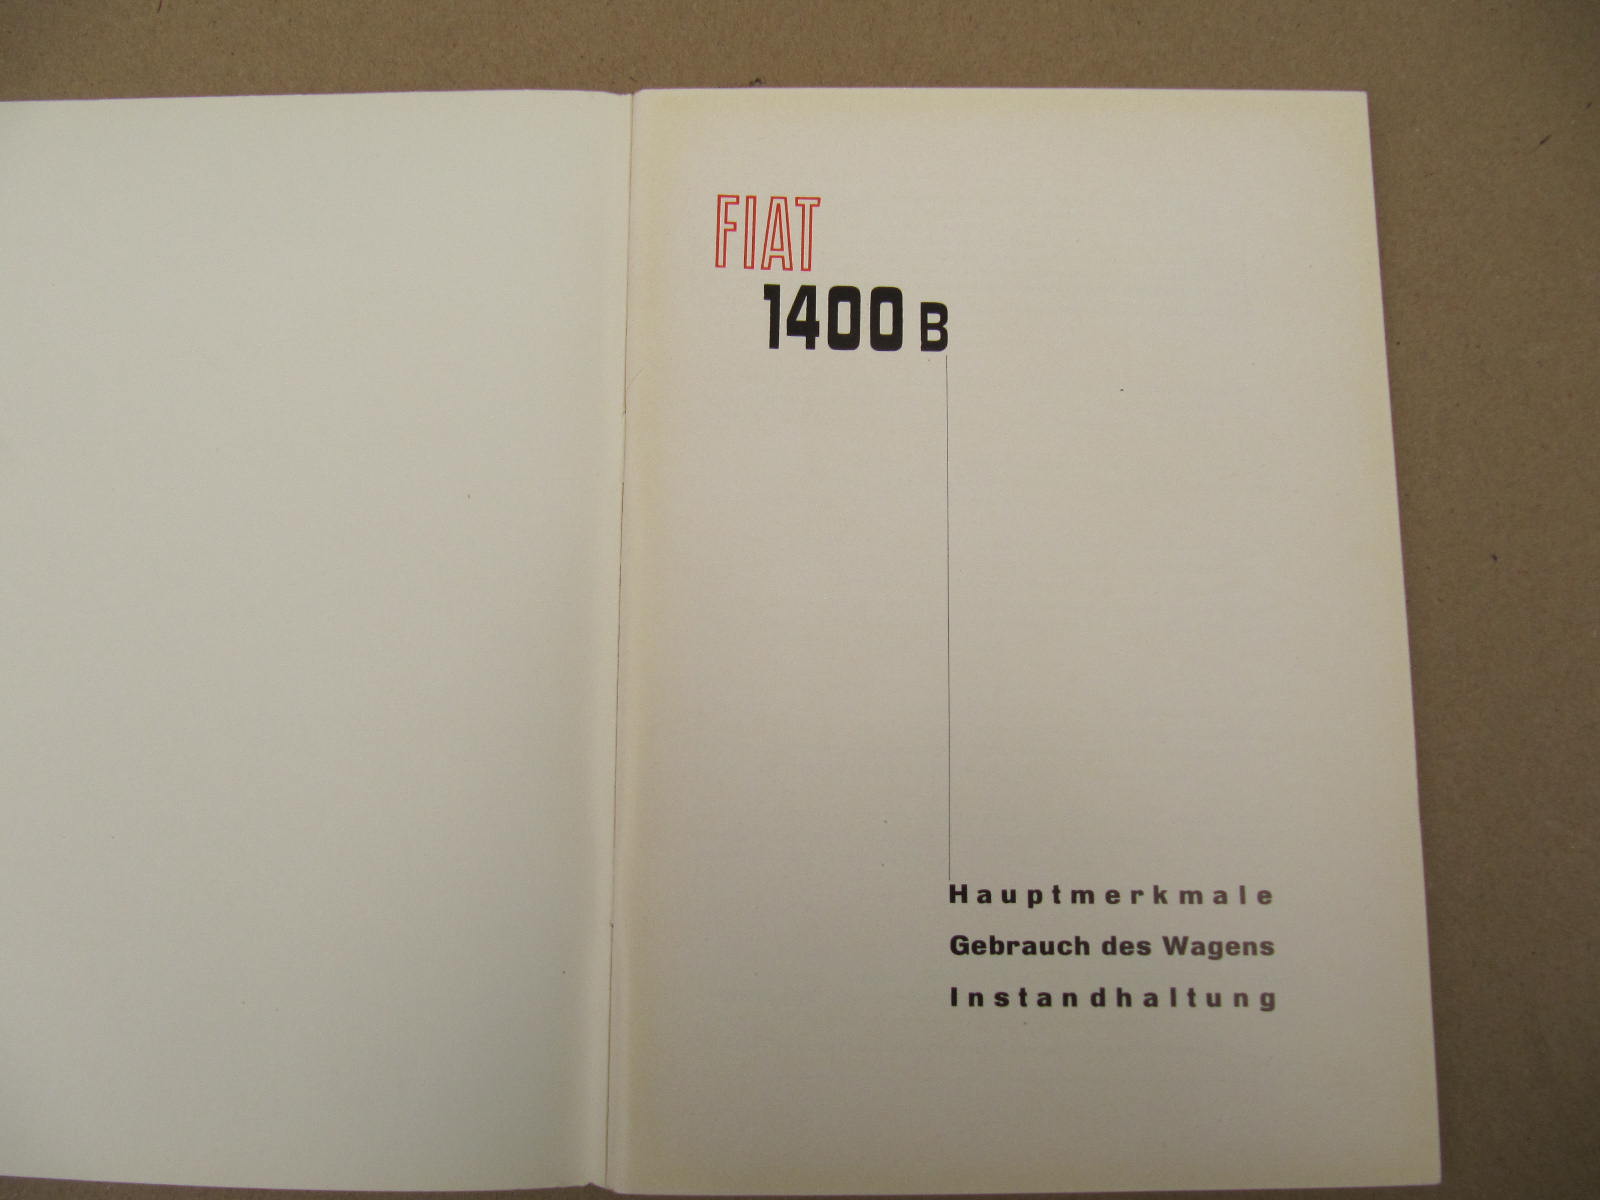 FIAT
1400 B
Hauptmerkmale
Gebrauch des Wagens
Instandhaltung